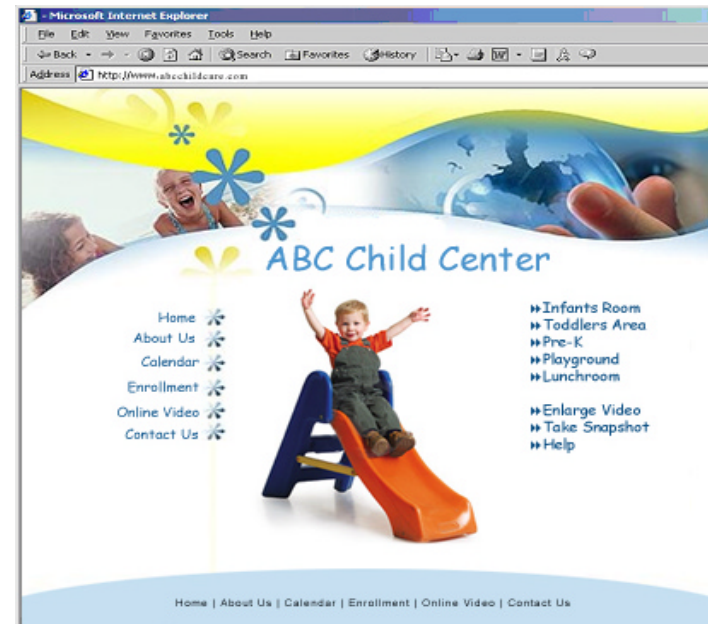 - Microsoft Internet Explorer
File Edit View Favorites Tools Help
Back Search Favorites History W
Address http://www.abcchildcare.com
ABC Child Center
Home
About Us
Calendar
Enrollment
Online Video
Contact Us
Infants Room
Toddlers Area
Pre-K
Playground
Lunchroom
Enlarge Video
Take Snapshot
Help
Home | About Us | Calendar | Enrollment | Online Video | Contact Us